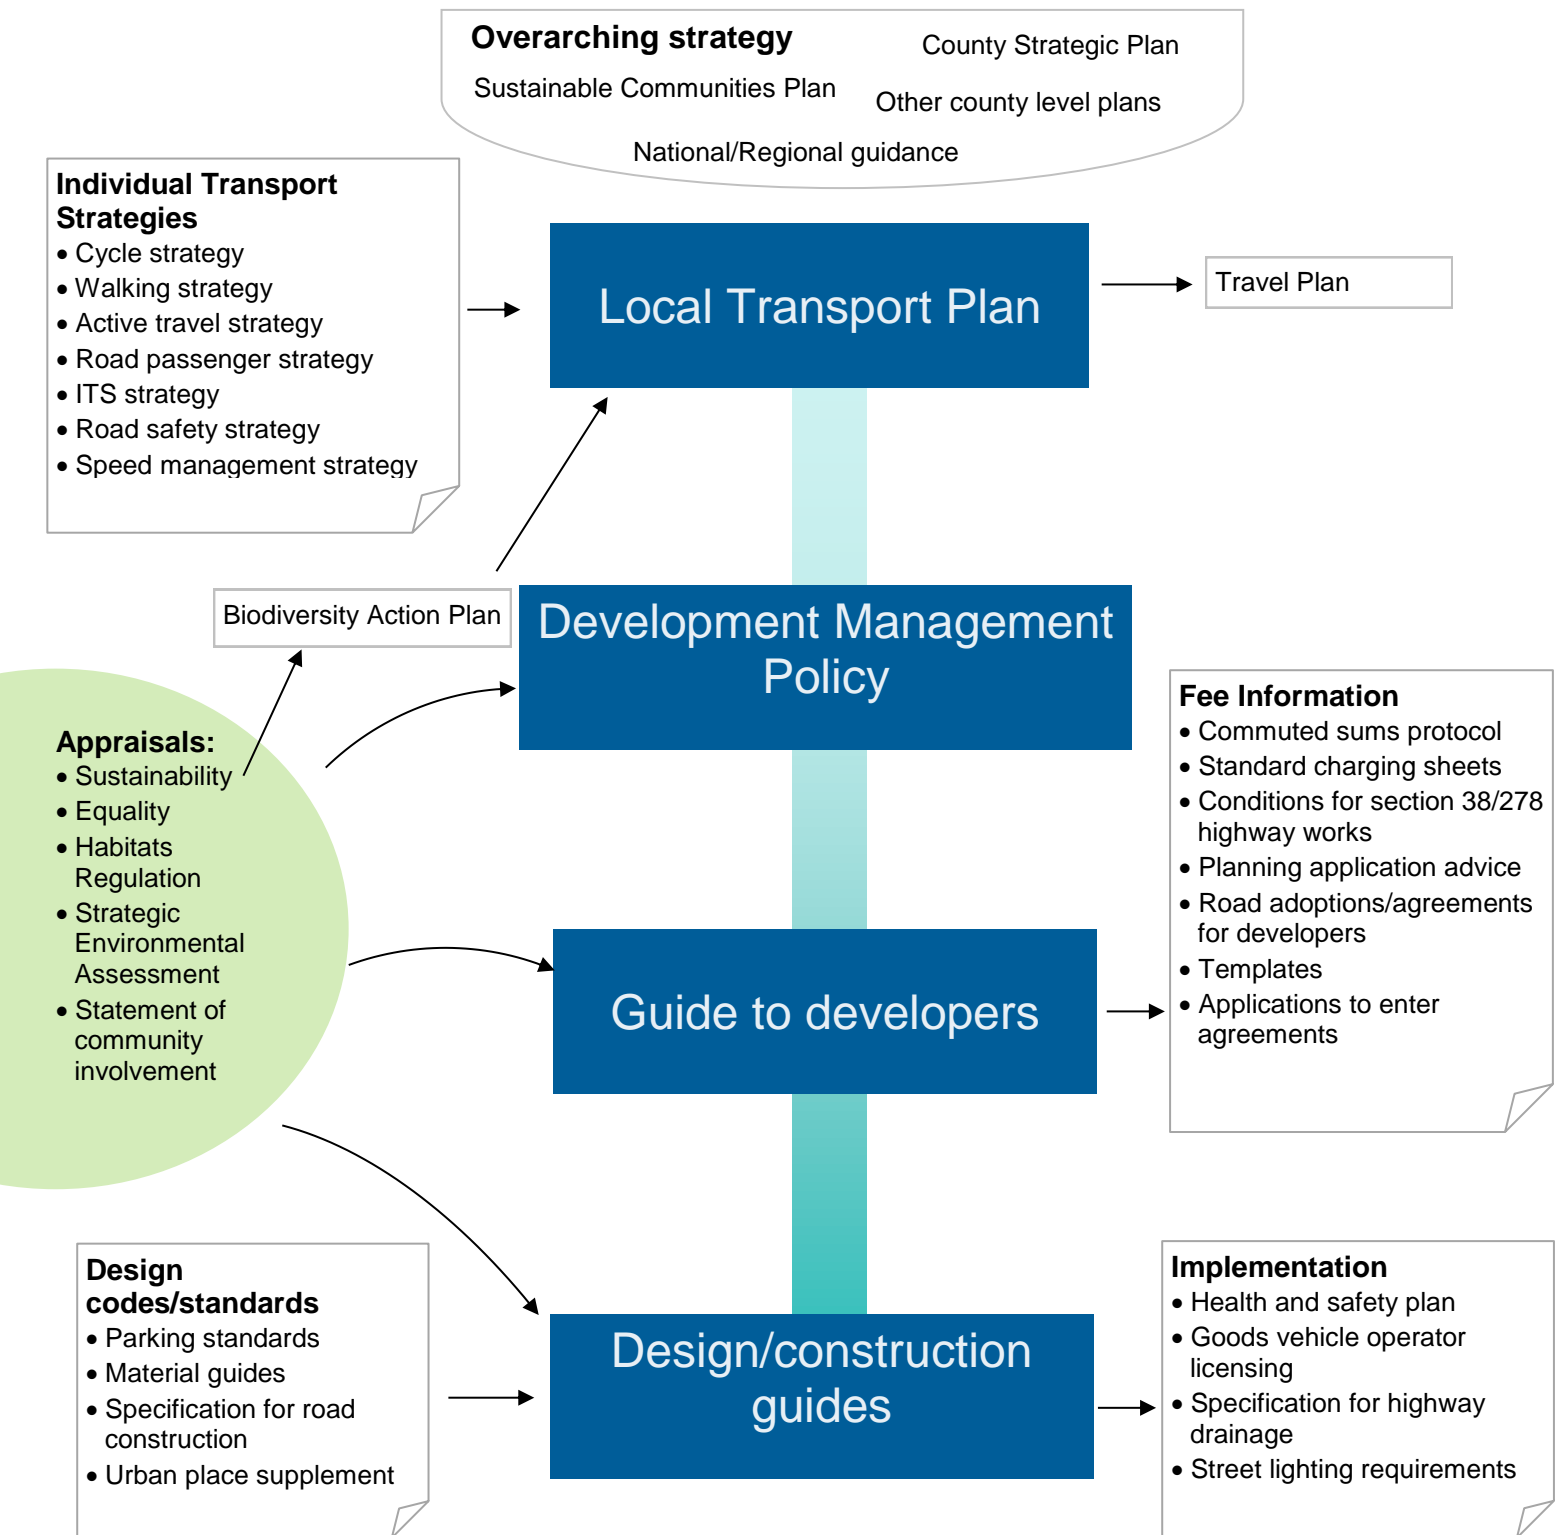 Overarching strategy
County Strategic Plan
Sustainable Communities Plan
Other county level plans
National/Regional guidance
Individual Transport
Strategies
• Cycle strategy
• Walking strategy
• Active travel strategy
• Road passenger strategy
• ITS strategy
• Road safety strategy
• Speed management strategy
Local Transport Plan
Travel Plan
Biodiversity Action Plan
Development Management
Policy
Appraisals:
• Sustainability
• Equality
• Habitats
Regulation
• Strategic
Environmental
Assessment
• Statement of
community
involvement
Fee Information
• Commuted sums protocol
• Standard charging sheets
• Conditions for section 38/278
highway works
• Planning application advice
• Road adoptions/agreements
for developers
• Templates
• Applications to enter
agreements
Guide to developers
Design
codes/standards
• Parking standards
• Material guides
• Specification for road
construction
• Urban place supplement
Design/construction
guides
Implementation
• Health and safety plan
• Goods vehicle operator
licensing
• Specification for highway
drainage
• Street lighting requirements